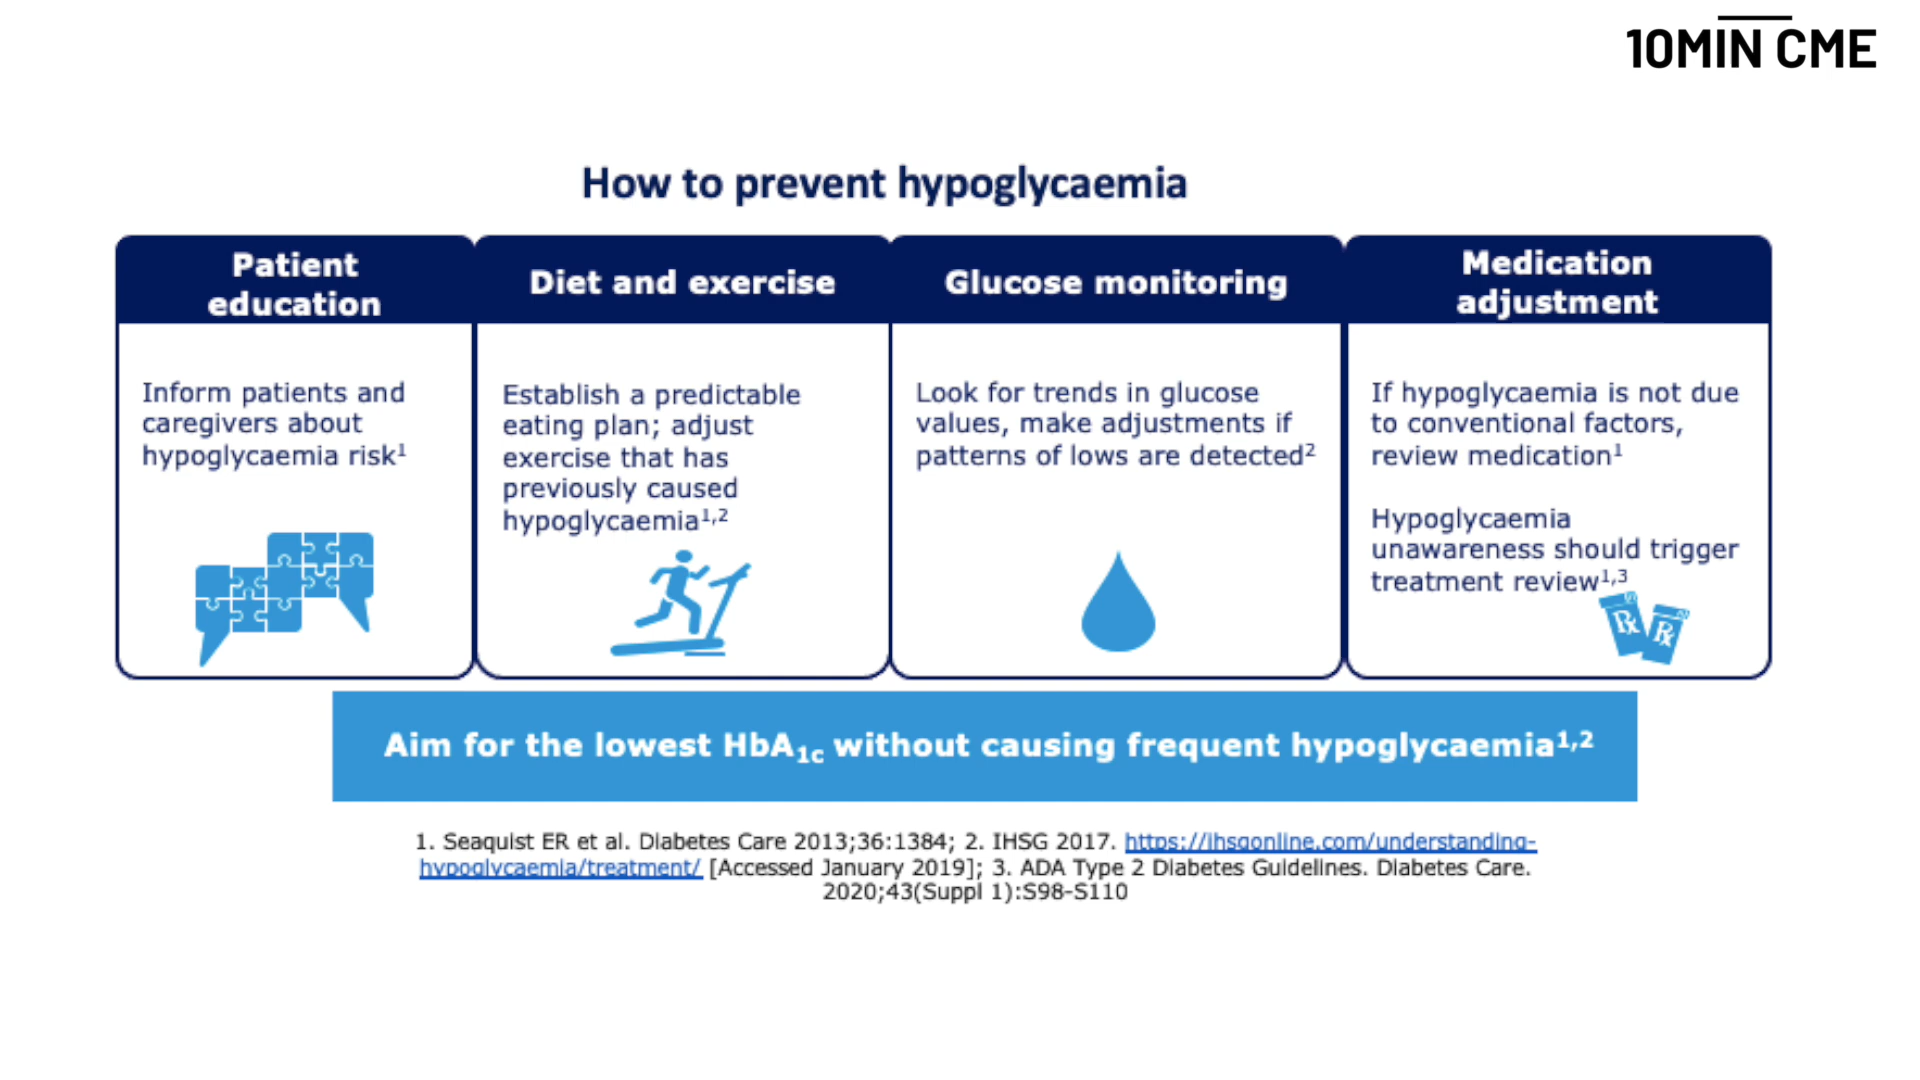 10MIN CME
How to prevent hypoglycaemia
Patient
education
Inform patients and
caregivers about
hypoglycaemia risk¹
Diet and exercise
Establish a predictable
eating plan; adjust
exercise that has
previously caused
hypoglycaemia¹,²
Glucose monitoring
Look for trends in glucose
values, make adjustments if
patterns of lows are detected²
Medication
adjustment
If hypoglycaemia is not due
to conventional factors,
review medication¹
Hypoglycaemia
unawareness should trigger
treatment review¹,³
Rx
Rx
Aim for the lowest HbA1c without causing frequent hypoglycaemia¹,²
1. Seaquist ER et al. Diabetes Care 2013;36:1384; 2. IHSG 2017. https://ihsgonline.com/understanding-
hypoglycaemia/treatment/ [Accessed January 2019]; 3. ADA Type 2 Diabetes Guidelines. Diabetes Care.
2020;43(Suppl 1):S98-S110